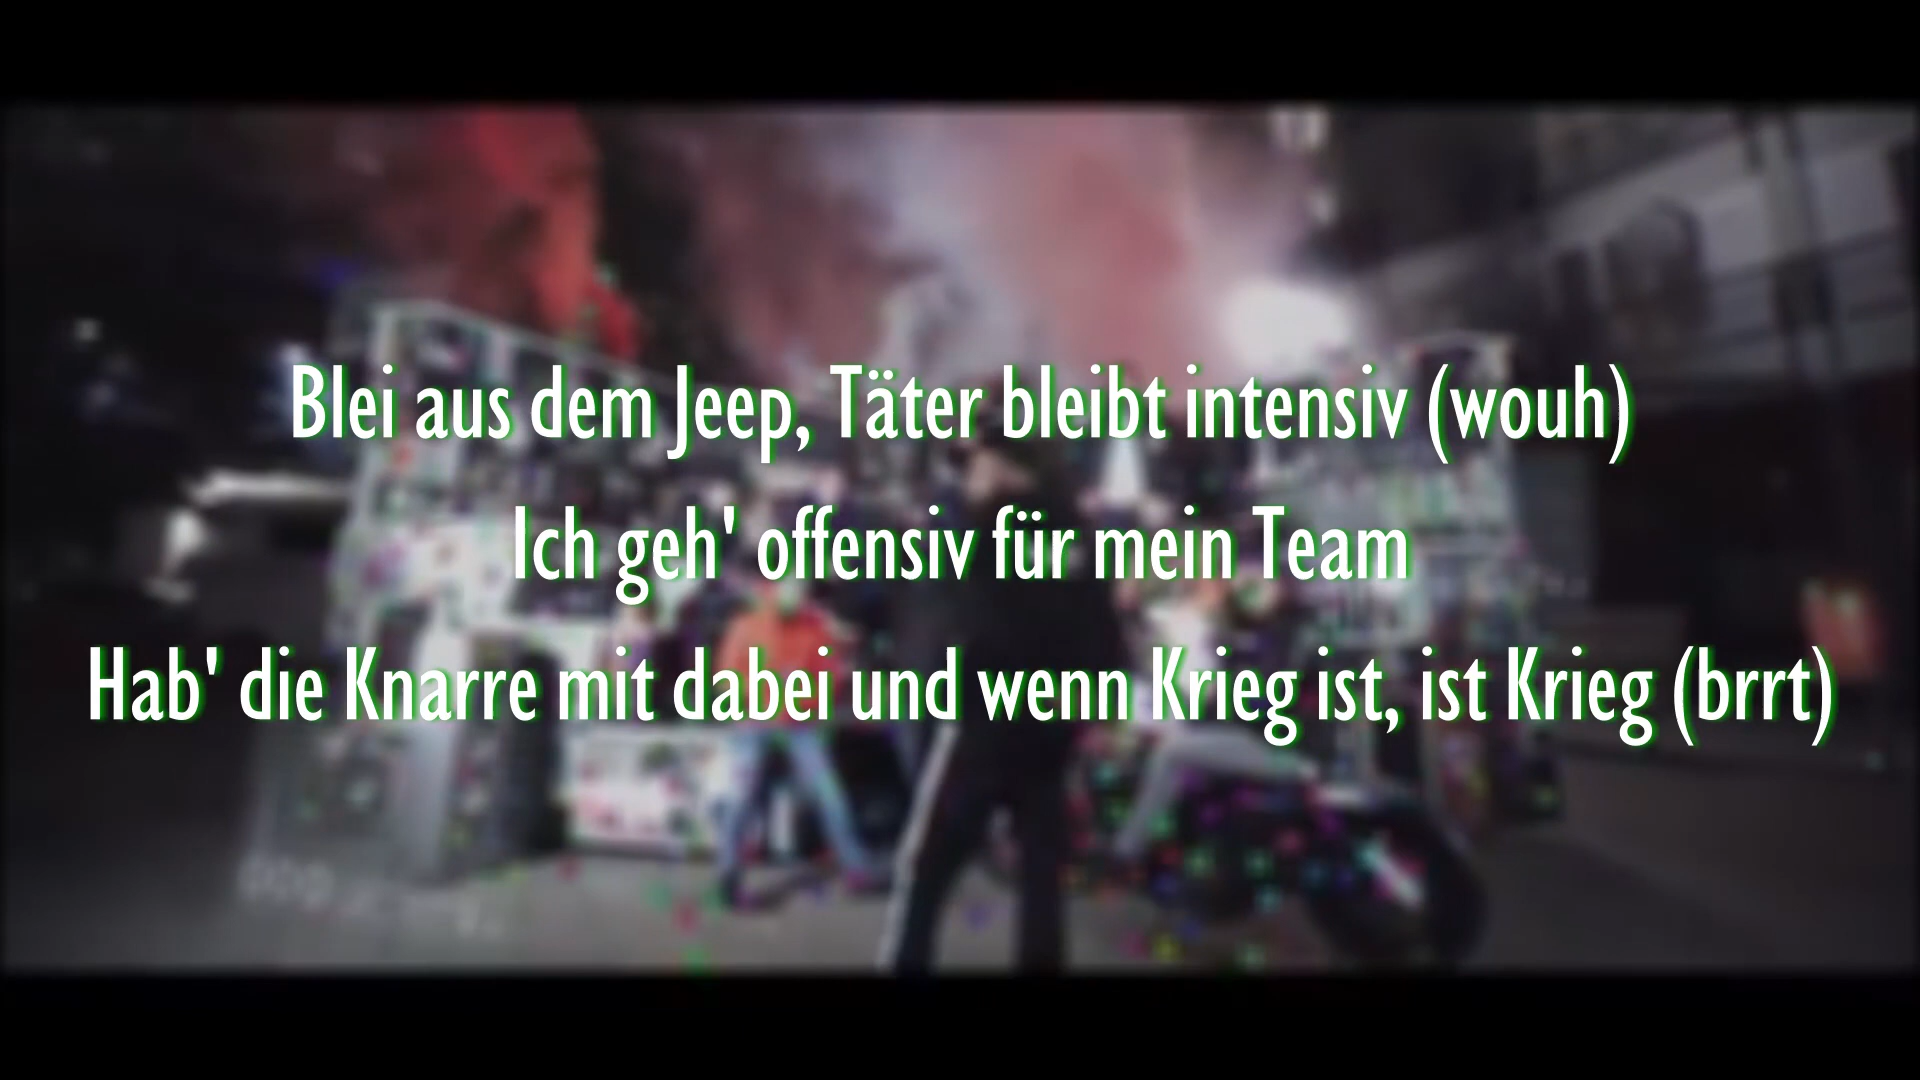 Blei aus dem Jeep, Täter bleibt intensiv (wouh)
Ich geh' offensiv für mein Team
Hab' die Knarre mit dabei und wenn Krieg ist, ist Krieg (brrt)